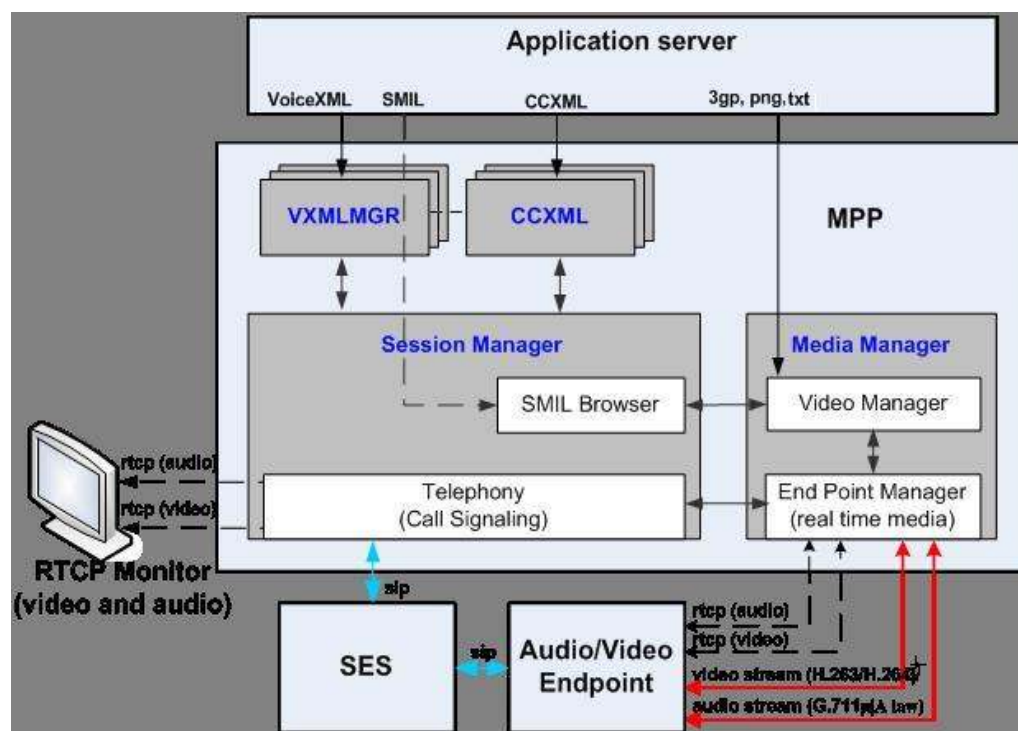 Application server
VoiceXML SMIL CCXML 3gp, png,txt
MPP
VXMLMGR CCXML
Session Manager Media Manager
SMIL Browser Video Manager
rtcp (audio)
rtcp (video)
Telephony
(Call Signaling)
End Point Manager
(real time media)
RTCP Monitor
(video and audio)
sip
SES
sip
Audio/Video
Endpoint
rtcp (audio)
rtcp (video)
video stream (H.263/H.264)
audio stream (G.711 law)